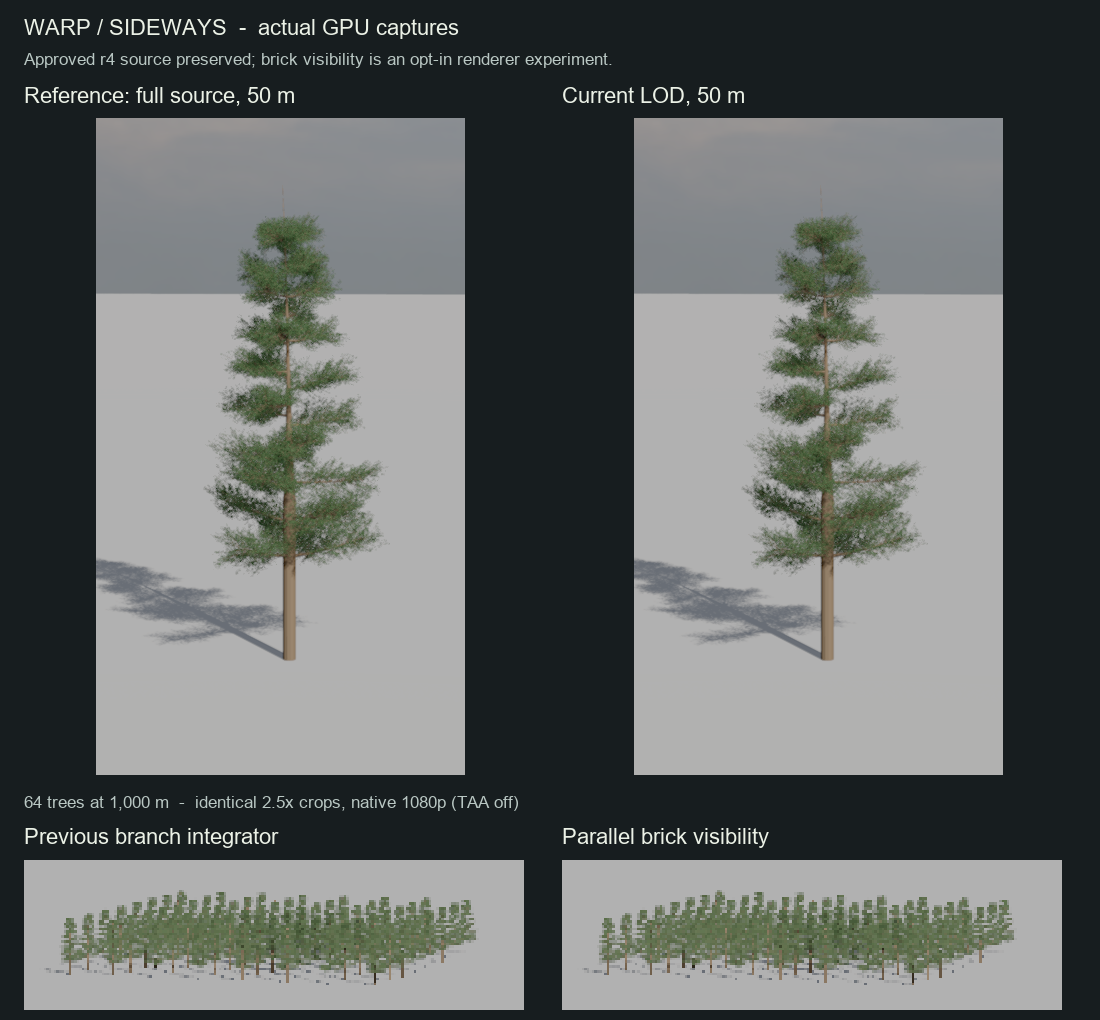 WARP / SIDEWAYS - actual GPU captures
Approved r4 source preserved; brick visibility is an opt-in renderer experiment.
Reference: full source, 50 m
Current LOD, 50 m
64 trees at 1,000 m - identical 2.5x crops, native 1080p (TAA off)
Previous branch integrator
Parallel brick visibility